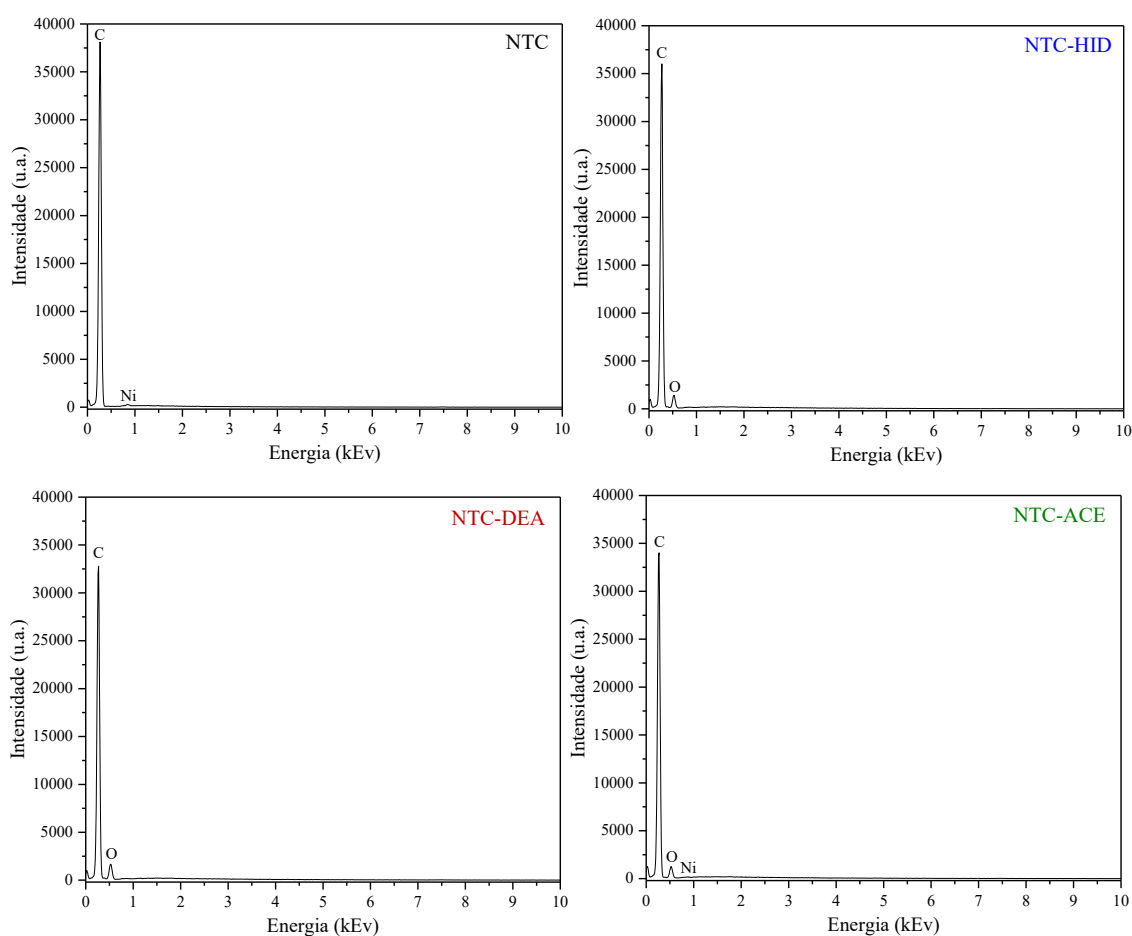 NTC
C
Ni
40000
35000
30000
25000
20000
15000
10000
5000
0
Intensidade (u.a.)
0 1 2 3 4 5 6 7 8 9 10
Energia (kEv)
NTC-HID
C
O
40000
35000
30000
25000
20000
15000
10000
5000
0
Intensidade (u.a.)
0 1 2 3 4 5 6 7 8 9 10
Energia (kEv)
NTC-DEA
C
O
40000
35000
30000
25000
20000
15000
10000
5000
0
Intensidade (u.a.)
0 1 2 3 4 5 6 7 8 9 10
Energia (kEv)
NTC-ACE
C
O
Ni
40000
35000
30000
25000
20000
15000
10000
5000
0
Intensidade (u.a.)
0 1 2 3 4 5 6 7 8 9 10
Energia (kEv)